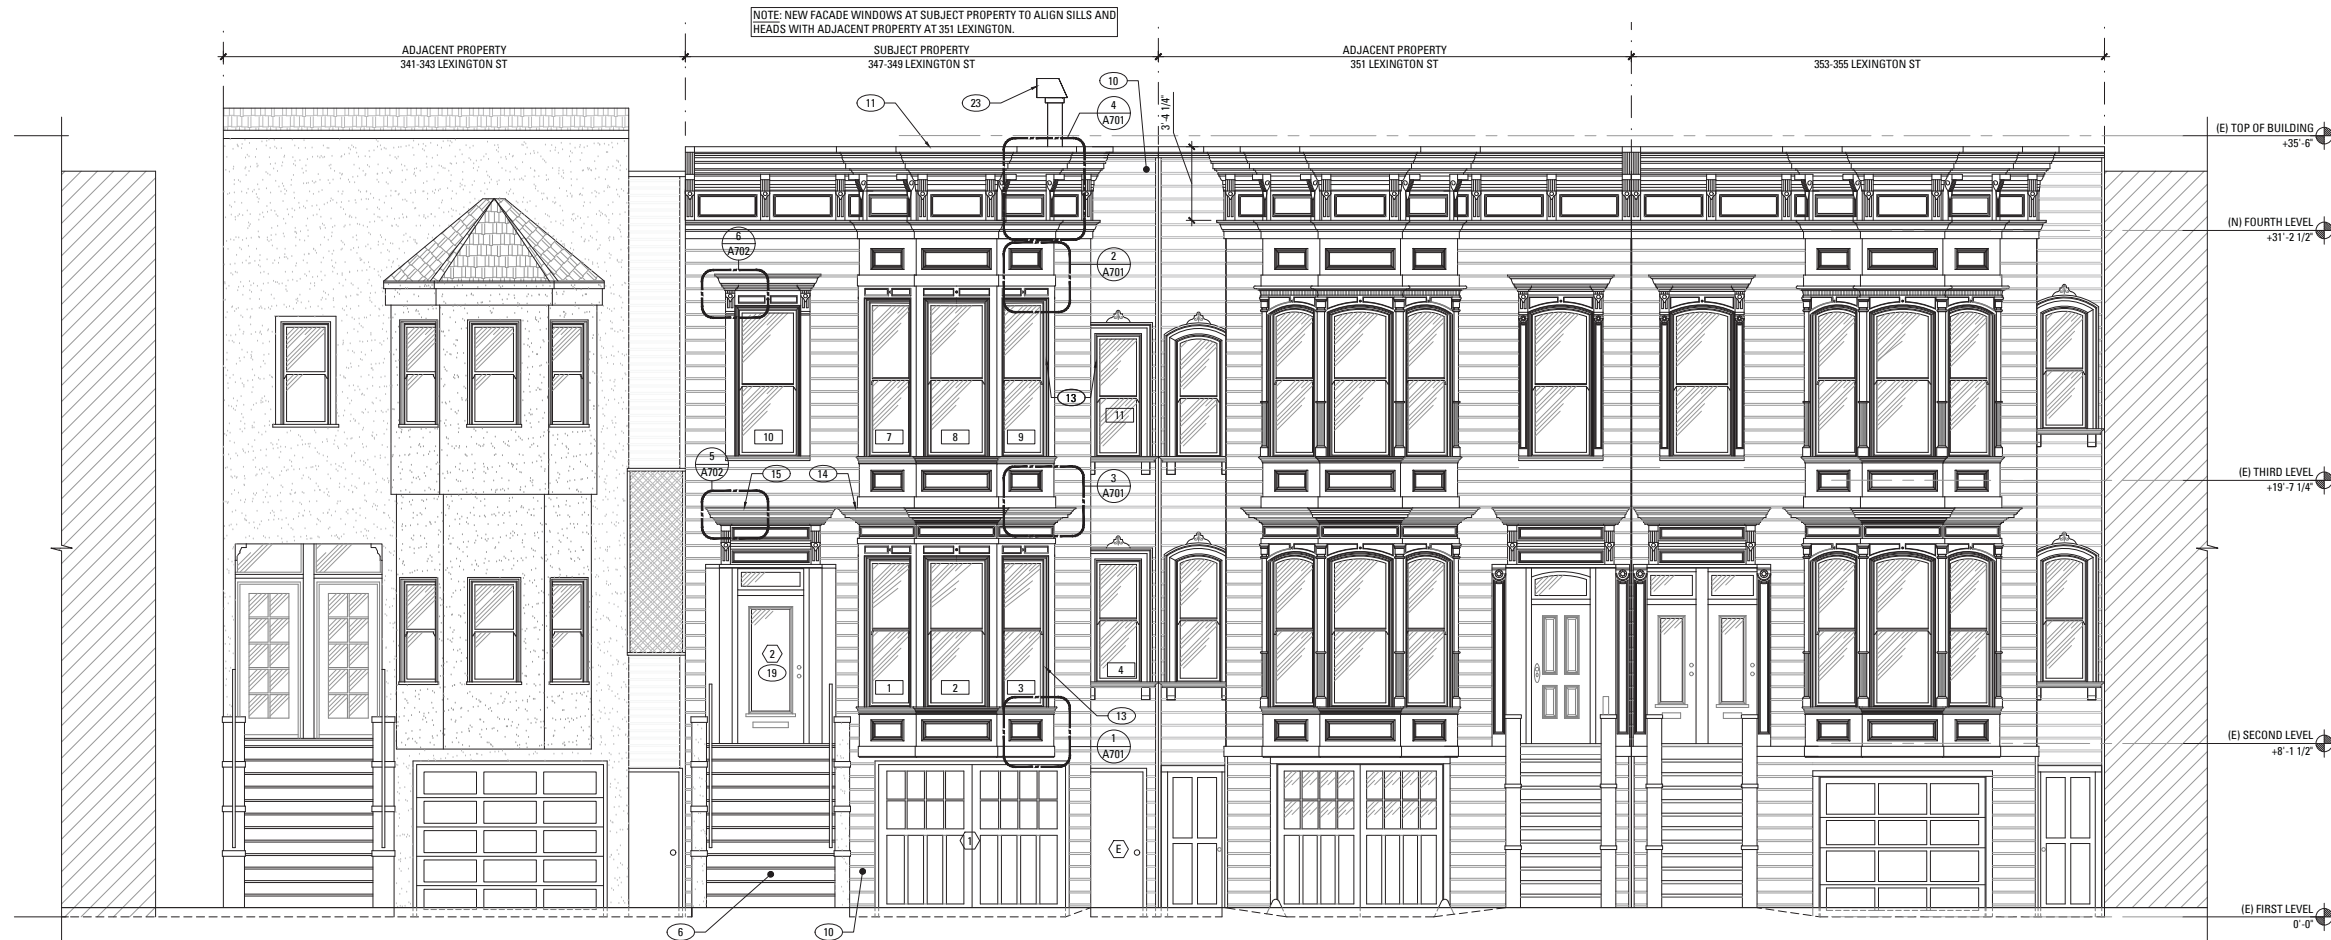 NOTE: NEW FACADE WINDOWS AT SUBJECT PROPERTY TO ALIGN SILLS AND
HEADS WITH ADJACENT PROPERTY AT 351 LEXINGTON.
ADJACENT PROPERTY
341-343 LEXINGTON ST
SUBJECT PROPERTY
347-349 LEXINGTON ST
ADJACENT PROPERTY
351 LEXINGTON ST
353-355 LEXINGTON ST
11
23
10
4
A701
3'-4 1/4"
(E) TOP OF BUILDING
+35'-6"
(N) FOURTH LEVEL
+31'-2 1/2"
6
A702
2
A701
13
11
10
7
8
9
5
A702
15
14
3
A701
(E) THIRD LEVEL
+19'-7 1/4"
2
19
1
2
3
4
13
1
A701
(E) SECOND LEVEL
+8'-1 1/2"
1
E
6
10
(E) FIRST LEVEL
0'-0"